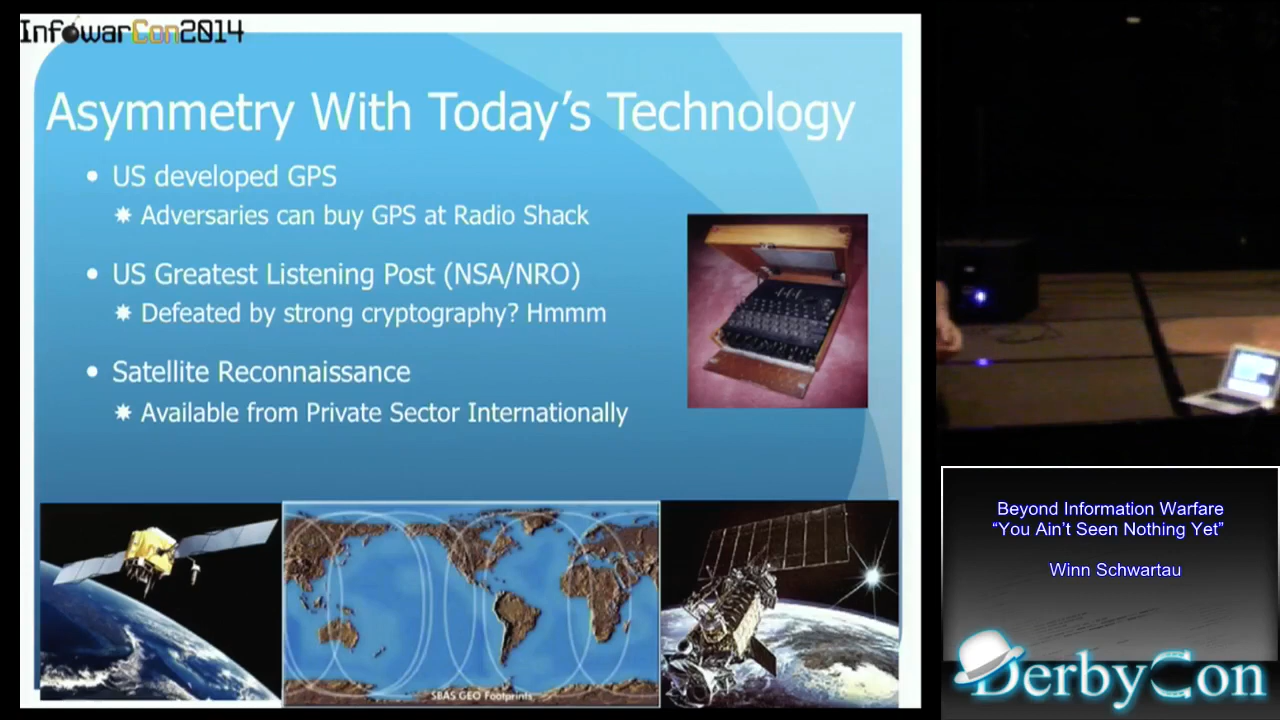 InfowarCon2014
Asymmetry With Today's Technology
• US developed GPS
✷ Adversaries can buy GPS at Radio Shack
• US Greatest Listening Post (NSA/NRO)
✷ Defeated by strong cryptography? Hmmm
• Satellite Reconnaissance
✷ Available from Private Sector Internationally
SBAS GEO Footprints
Beyond Information Warfare
“You Ain’t Seen Nothing Yet”
Winn Schwartau
DerbyCon